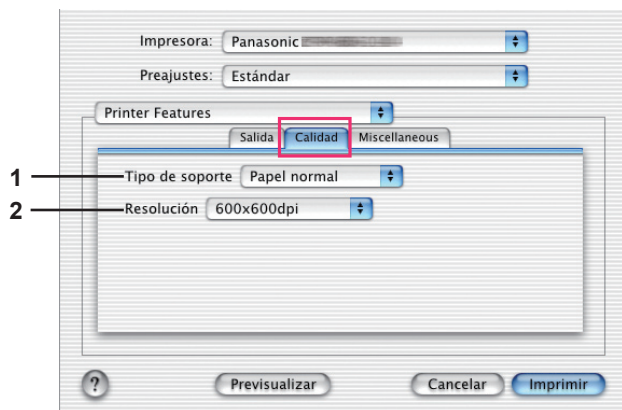 Impresora: Panasonic
Preajustes: Estándar
Printer Features
Salida Calidad Miscellaneous
1 Tipo de soporte Papel normal
2 Resolución 600x600dpi
? Previsualizar Cancelar Imprimir